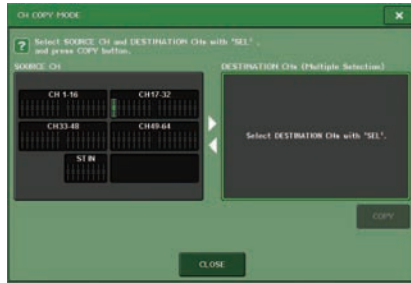 CH COPY MODE
?
Select SOURCE CH and DESTINATION CHs with "SEL",
and press COPY button.
SOURCE CH
DESTINATION CHs (Multiple Selection)
CH 1-16
CH17-32
CH33-48
CH49-64
ST IN
Select DESTINATION CHs with "SEL".
COPY
CLOSE